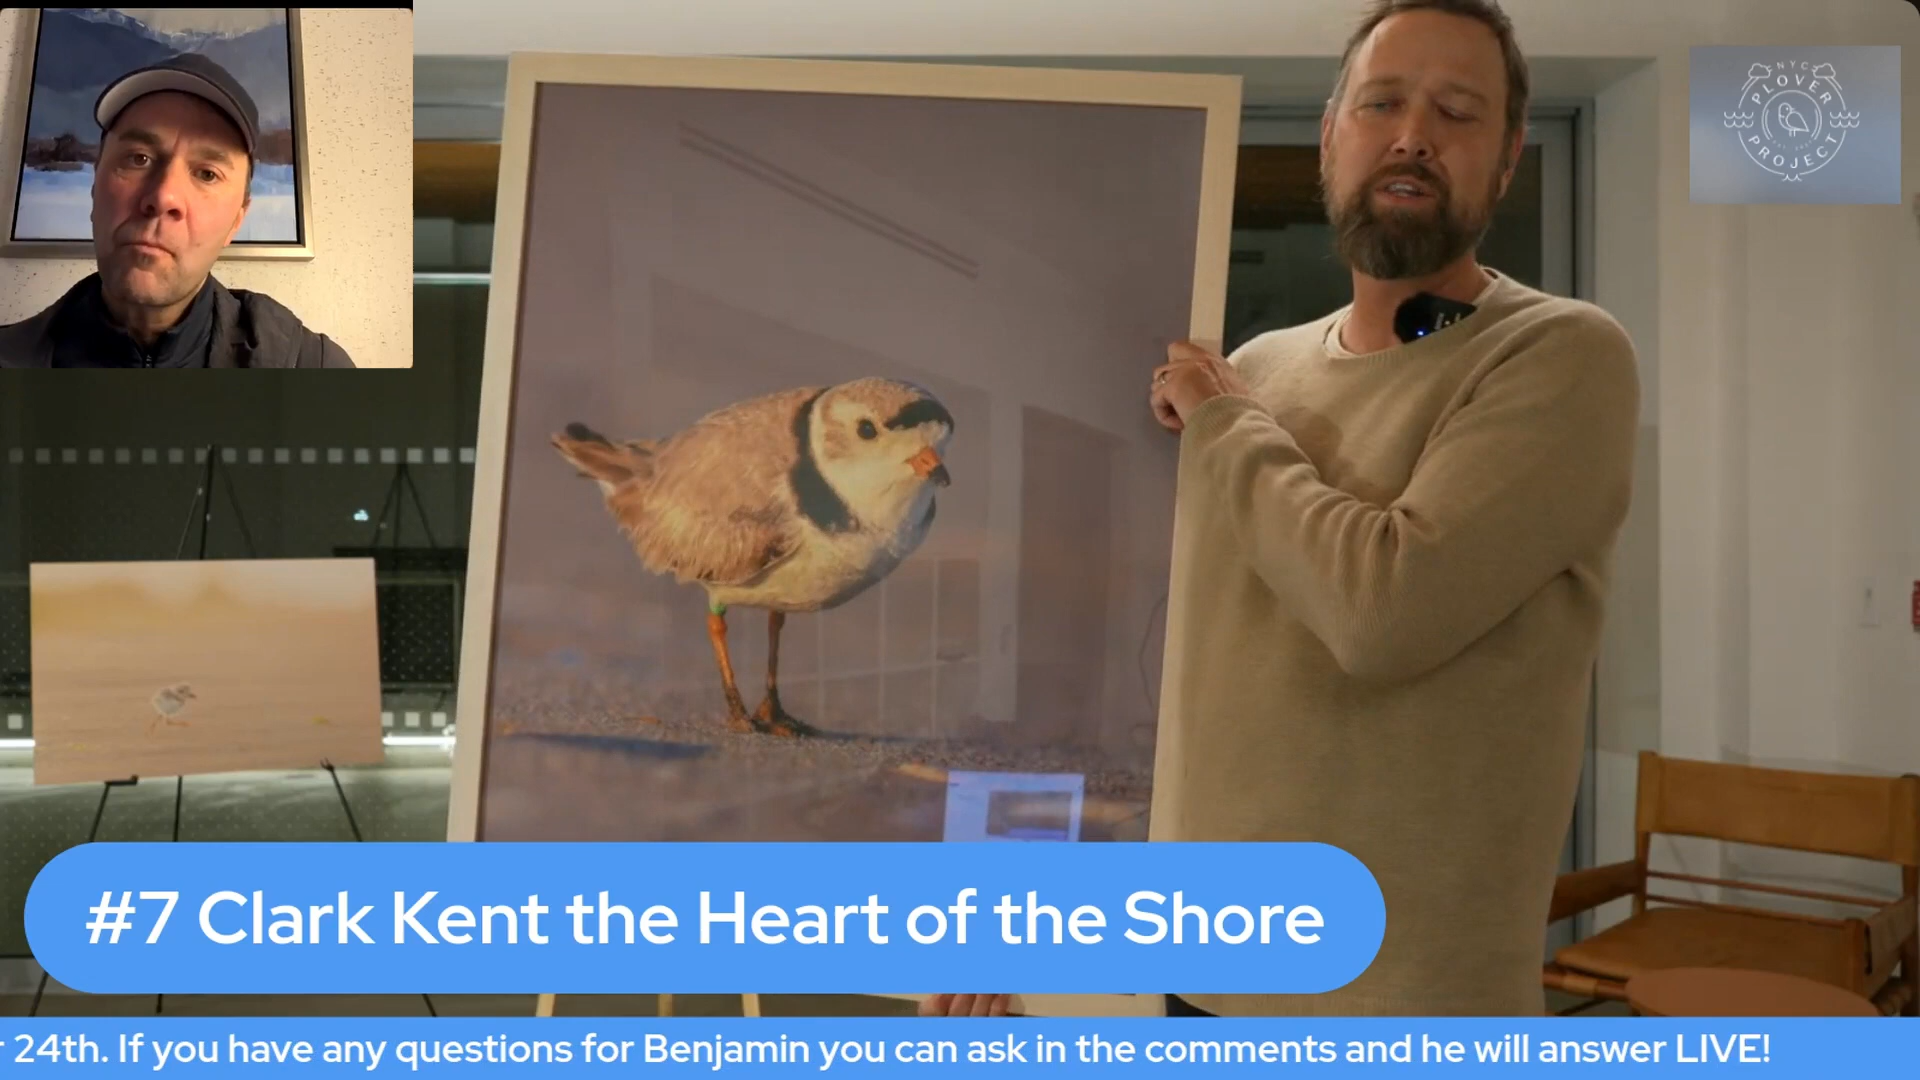 NYC
PLOVER
PROJECT
#7 Clark Kent the Heart of the Shore
24th. If you have any questions for Benjamin you can ask in the comments and he will answer LIVE!